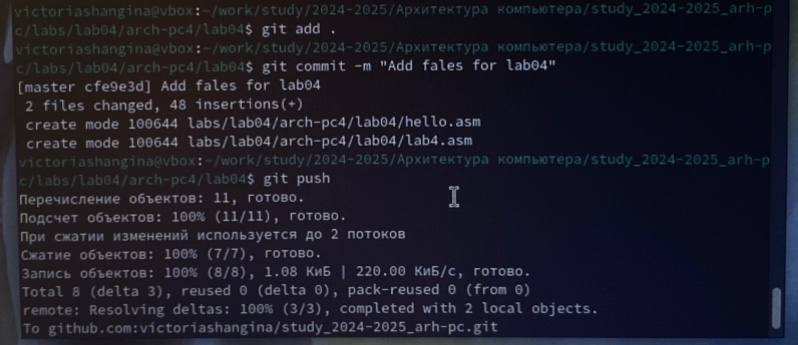 victoriashangina@vbox:~/work/study/2024-2025/Архитектура компьютера/study_2024-2025_arh-p
c/labs/lab04/arch-pc4/lab04$ git add .
victoriashangina@vbox:~/work/study/2024-2025/Архитектура компьютера/study_2024-2025_arh-p
c/labs/lab04/arch-pc4/lab04$ git commit -m "Add fales for lab04"
[master cfe9e3d] Add fales for lab04
2 files changed, 48 insertions(+)
create mode 100644 labs/lab04/arch-pc4/lab04/hello.asm
create mode 100644 labs/lab04/arch-pc4/lab04/lab4.asm
victoriashangina@vbox:~/work/study/2024-2025/Архитектура компьютера/study_2024-2025_arh-p
c/labs/lab04/arch-pc4/lab04$ git push
Перечисление объектов: 11, готово.
Подсчет объектов: 100% (11/11), готово.
При сжатии изменений используется до 2 потоков
Сжатие объектов: 100% (7/7), готово.
Запись объектов: 100% (8/8), 1.08 КиБ | 220.00 КиБ/с, готово.
Total 8 (delta 3), reused 0 (delta 0), pack-reused 0 (from 0)
remote: Resolving deltas: 100% (3/3), completed with 2 local objects.
To github.com:victoriashangina/study_2024-2025_arh-pc.git